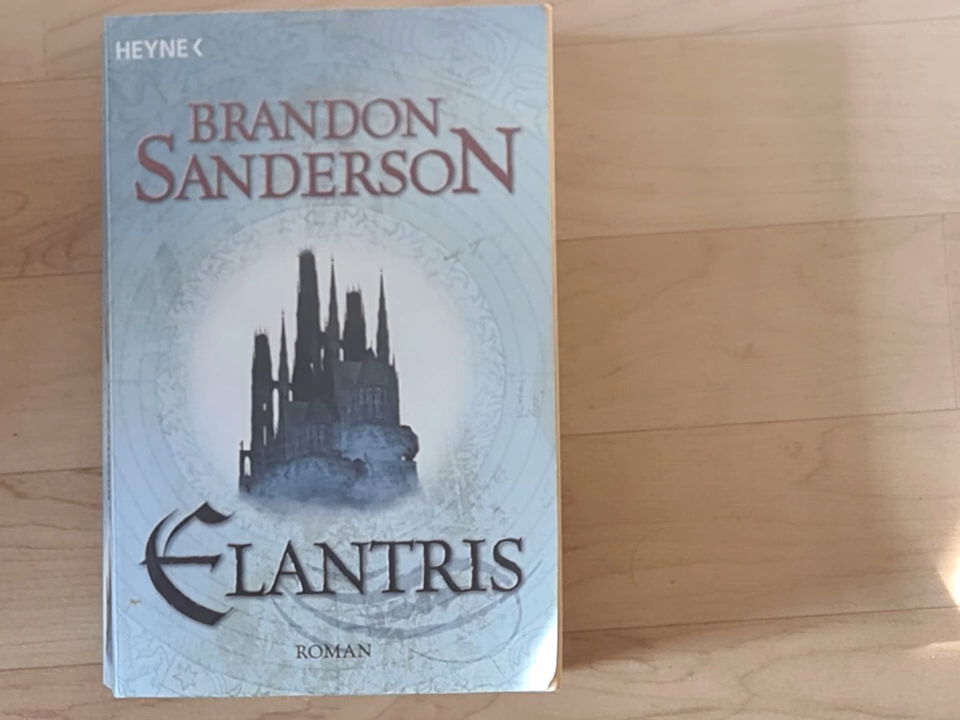 HEYNE <
BRANDON
SANDERSON
ELANTRIS
ROMAN